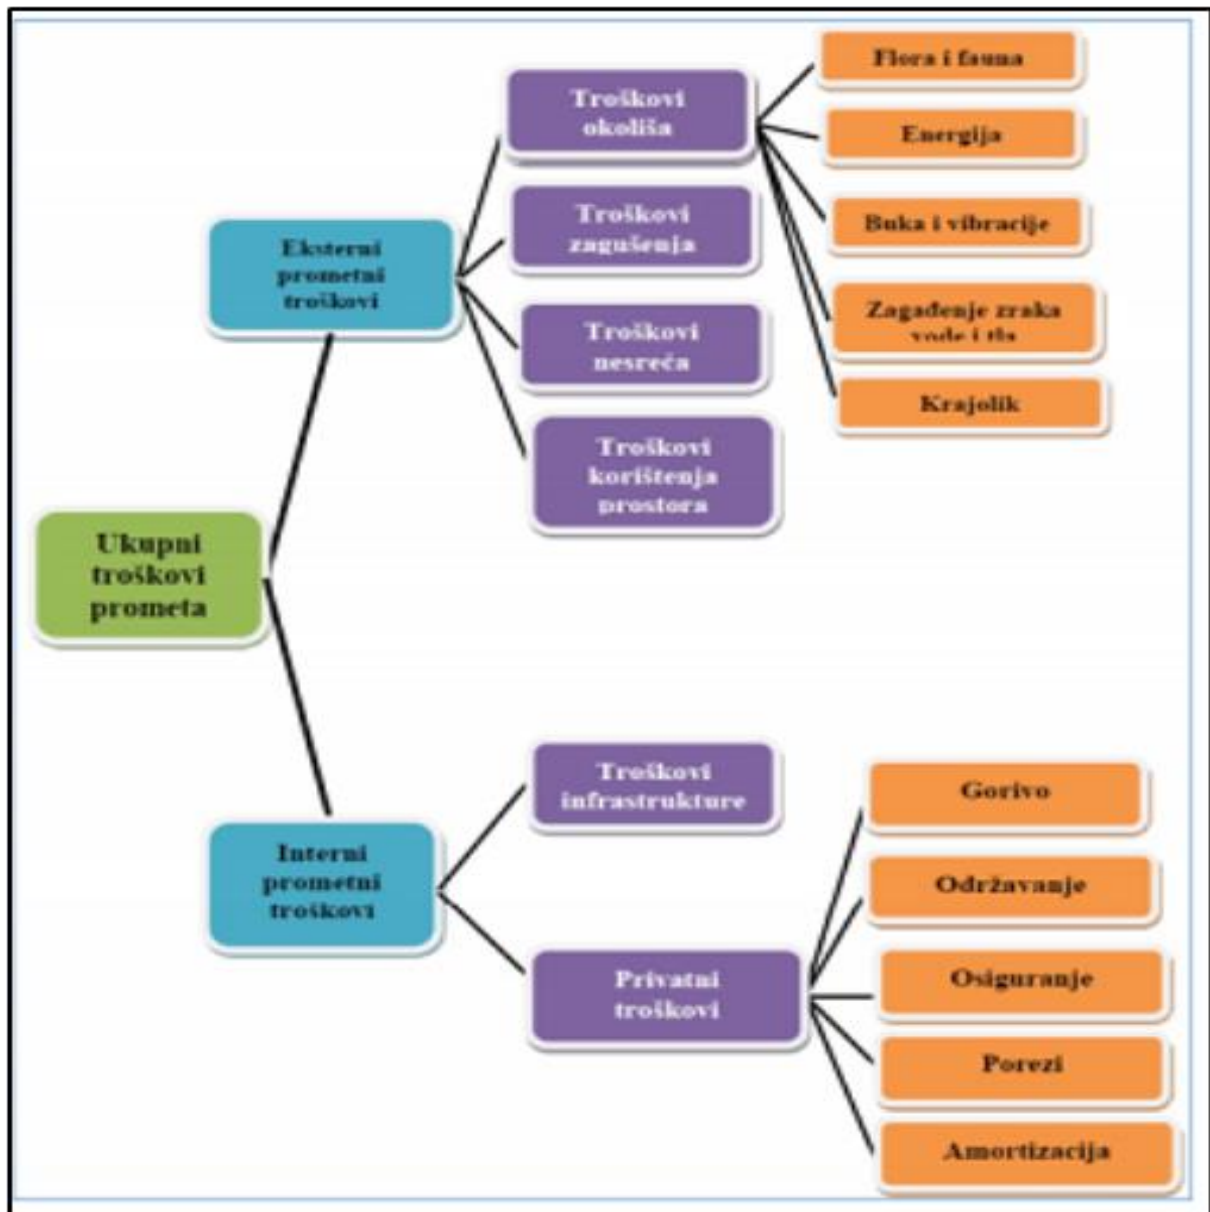 Flora i fauna
Troškovi
okoliša
Energija
Troškovi
zagušenja
Buka i vibracije
Eksterni
prometni
troškovi
Zagađenje zraka
vode i tla
Troškovi
nesreća
Krajolik
Troškovi
korištenja
prostora
Ukupni
troškovi
prometa
Troškovi
infrastrukture
Gorivo
Interni
prometni
troškovi
Održavanje
Privatni
troškovi
Osiguranje
Porezi
Amortizacija